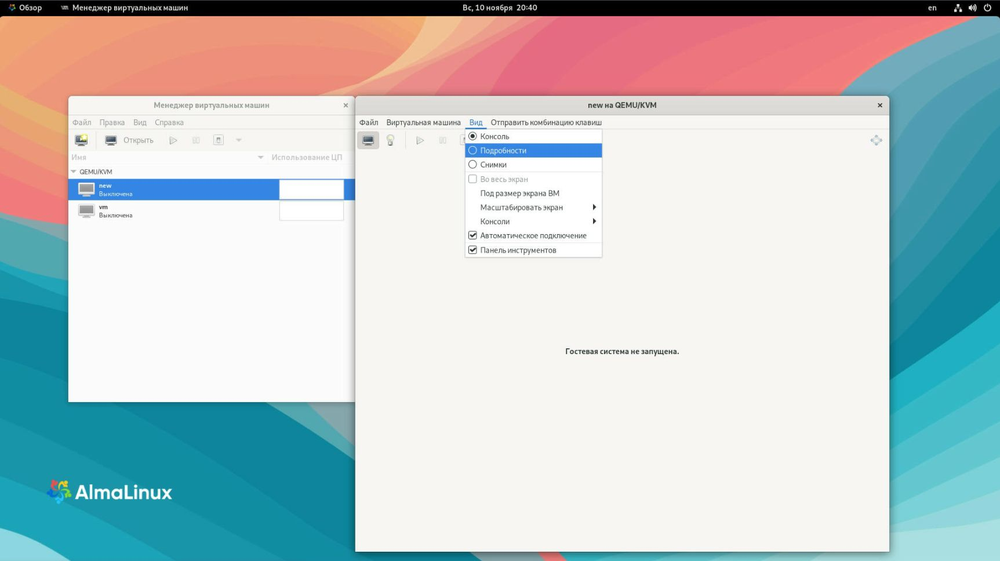 Обзор
Менеджер виртуальных машин
Вс, 10 ноября 20:40
en
Менеджер виртуальных машин
Файл Правка Вид Справка
Открыть
Имя
Использование ЦП
QEMU/KVM
new
Выключена
vm
Выключена
new на QEMU/KVM
Файл Виртуальная машина Вид Отправить комбинацию клавиш
Консоль
Подробности
Снимки
Во весь экран
Под размер экрана ВМ
Масштабировать экран
Консоли
Автоматическое подключение
Панель инструментов
Гостевая система не запущена.
AlmaLinux